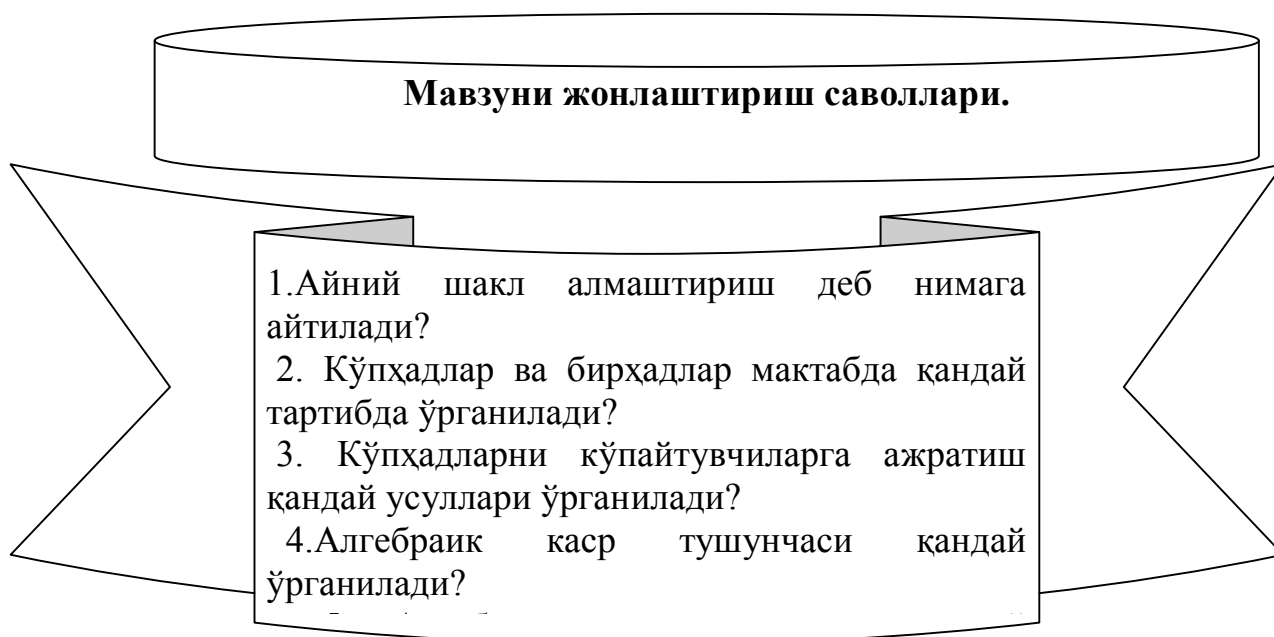 Мавзуни жонлаштириш саволлари.
1.Айний шакл алмаштириш деб нимага
айтилади?
2. Кўпҳадлар ва бирҳадлар мактабда қандай
тартибда ўрганилади?
3. Кўпҳадларни кўпайтувчиларга ажратиш
қандай усуллари ўрганилади?
4.Алгебраик каср тушунчаси қандай
ўрганилади?